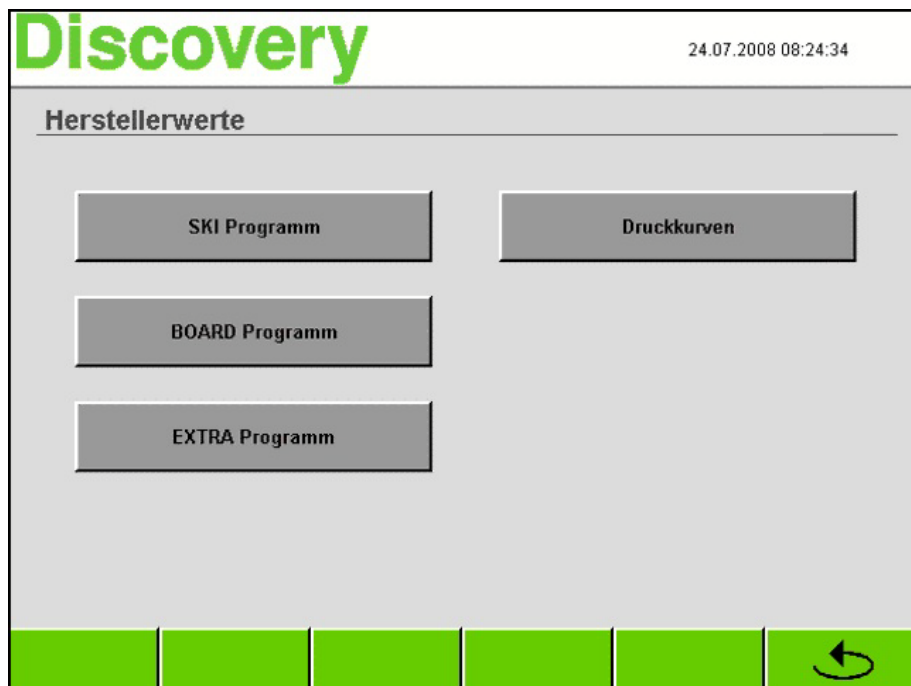 Discovery
24.07.2008 08:24:34
Herstellerwerte
SKI Programm
Druckkurven
BOARD Programm
EXTRA Programm